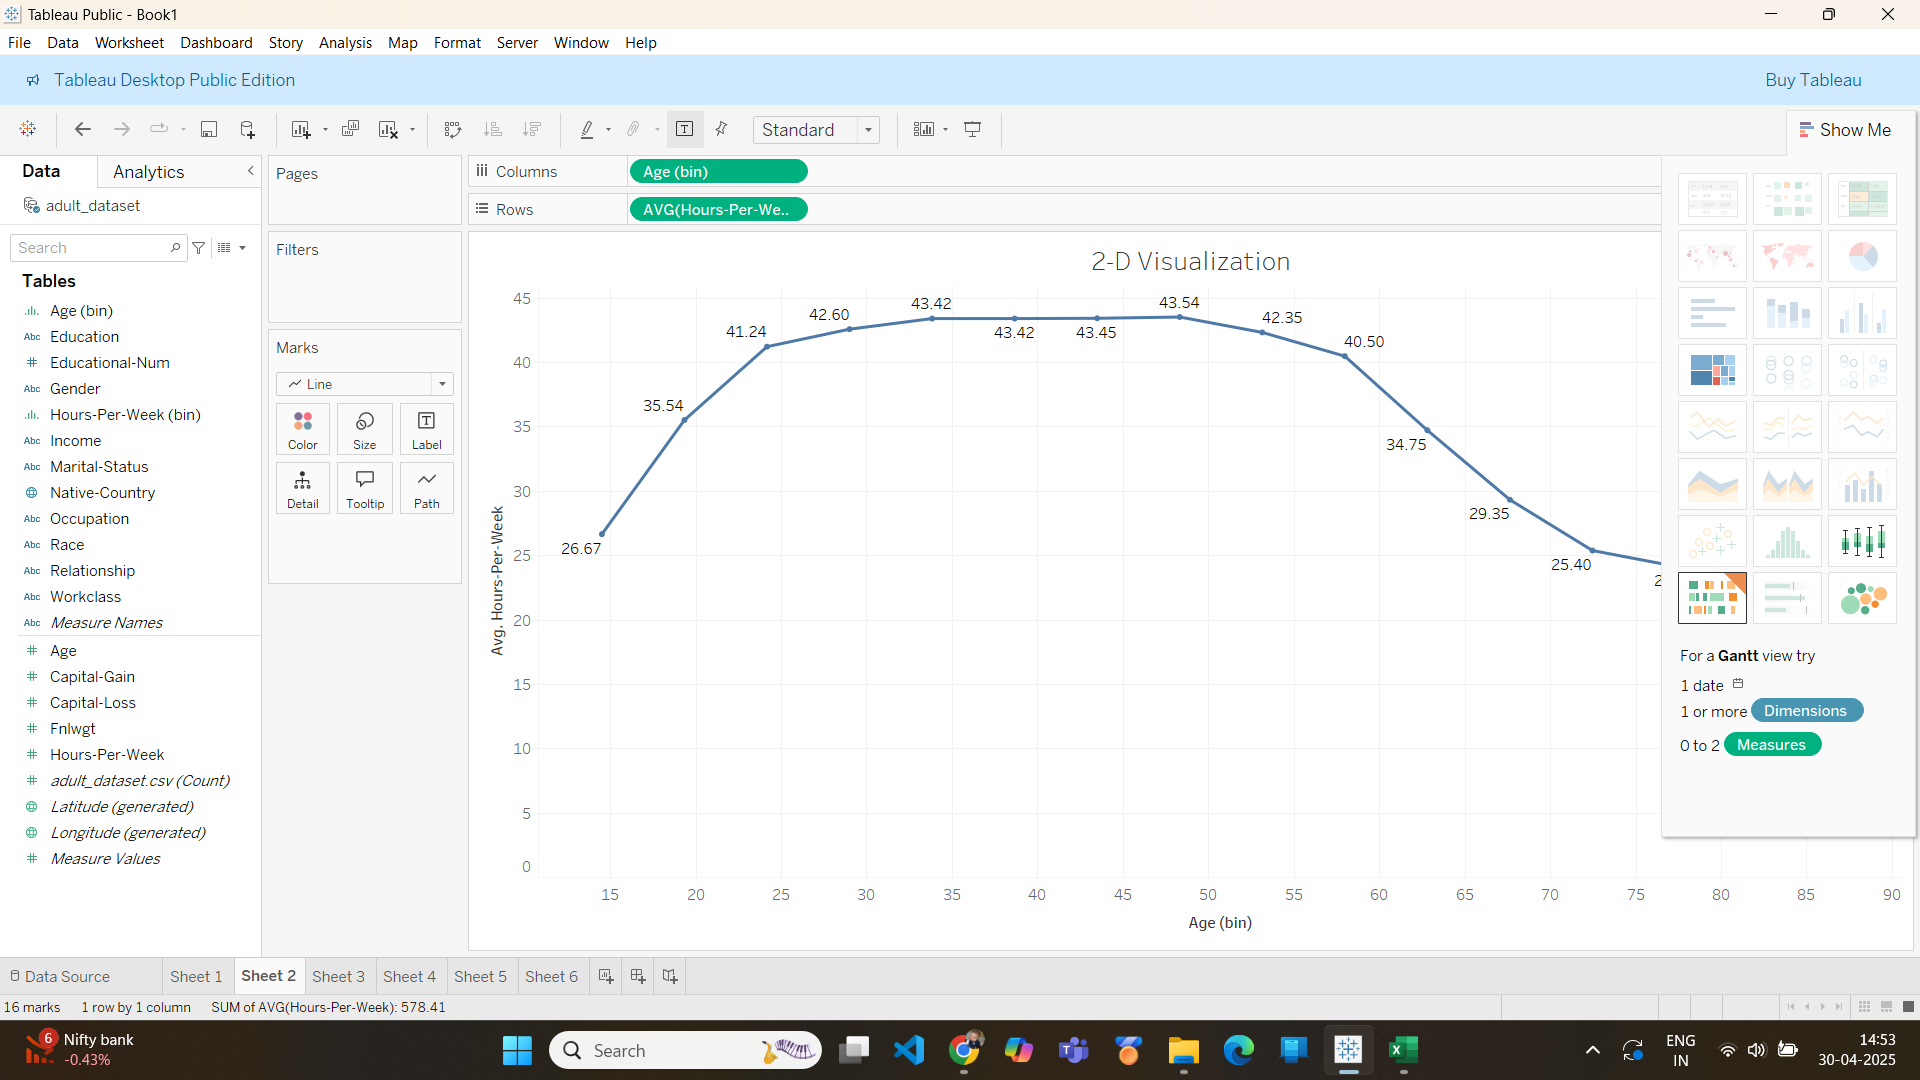 Tableau Public - Book1
File Data Worksheet Dashboard Story Analysis Map Format Server Window Help
Tableau Desktop Public Edition
Buy Tableau
Standard
Show Me
Data
Analytics
adult_dataset
Search
Tables
Age (bin)
Abc Education
Educational-Num
Abc Gender
Hours-Per-Week (bin)
Abc Income
Abc Marital-Status
Native-Country
Abc Occupation
Abc Race
Abc Relationship
Abc Workclass
Abc Measure Names
Age
Capital-Gain
Capital-Loss
Fnlwgt
Hours-Per-Week
adult_dataset.csv (Count)
Latitude (generated)
Longitude (generated)
Measure Values
Pages
Filters
Marks
Line
Color Size Label
Detail Tooltip Path
Columns Age (bin)
Rows AVG(Hours-Per-We..
2-D Visualization
Avg. Hours-Per-Week
45
40
35
30
25
20
15
10
5
0
26.67
35.54
41.24
42.60
43.42
43.42
43.45
43.54
42.35
40.50
34.75
29.35
25.40
2
15 20 25 30 35 40 45 50 55 60 65 70 75 80 85 90
Age (bin)
For a Gantt view try
1 date
1 or more Dimensions
0 to 2 Measures
Data Source Sheet 1 Sheet 2 Sheet 3 Sheet 4 Sheet 5 Sheet 6
16 marks 1 row by 1 column SUM of AVG(Hours-Per-Week): 578.41
6
Nifty bank
-0.43%
Search
ENG
IN
14:53
30-04-2025